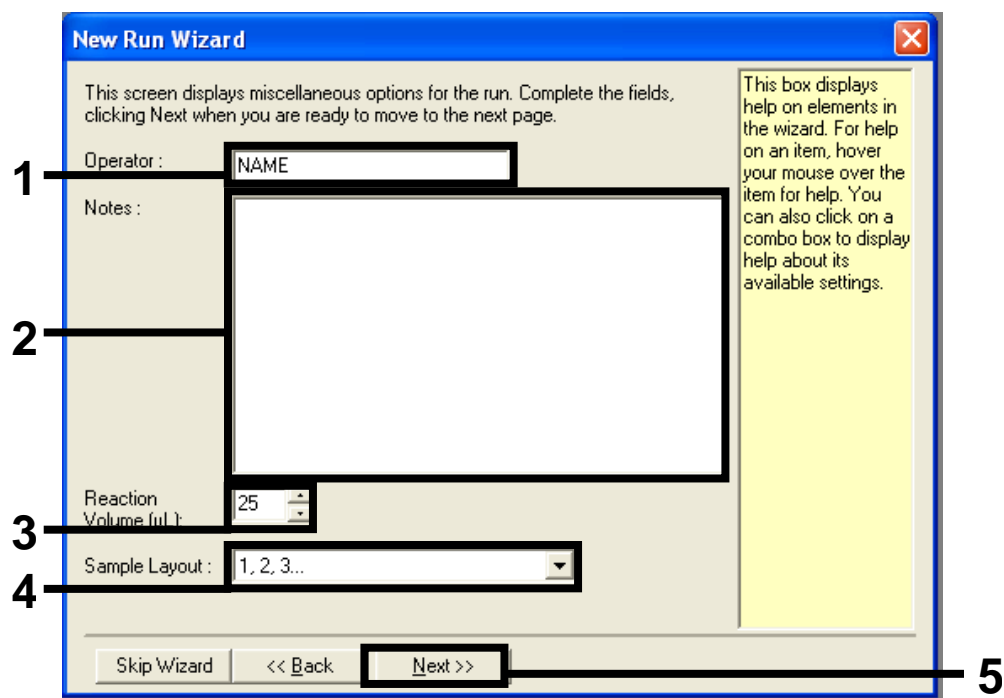 New Run Wizard
This screen displays miscellaneous options for the run. Complete the fields,
clicking Next when you are ready to move to the next page.
Operator :
NAME
1
Notes :
2
Reaction
Volume (uL):
25
3
Sample Layout :
1, 2, 3...
4
This box displays
help on elements in
the wizard. For help
on an item, hover
your mouse over the
item for help. You
can also click on a
combo box to display
help about its
available settings.
Skip Wizard
<< Back
Next >>
5